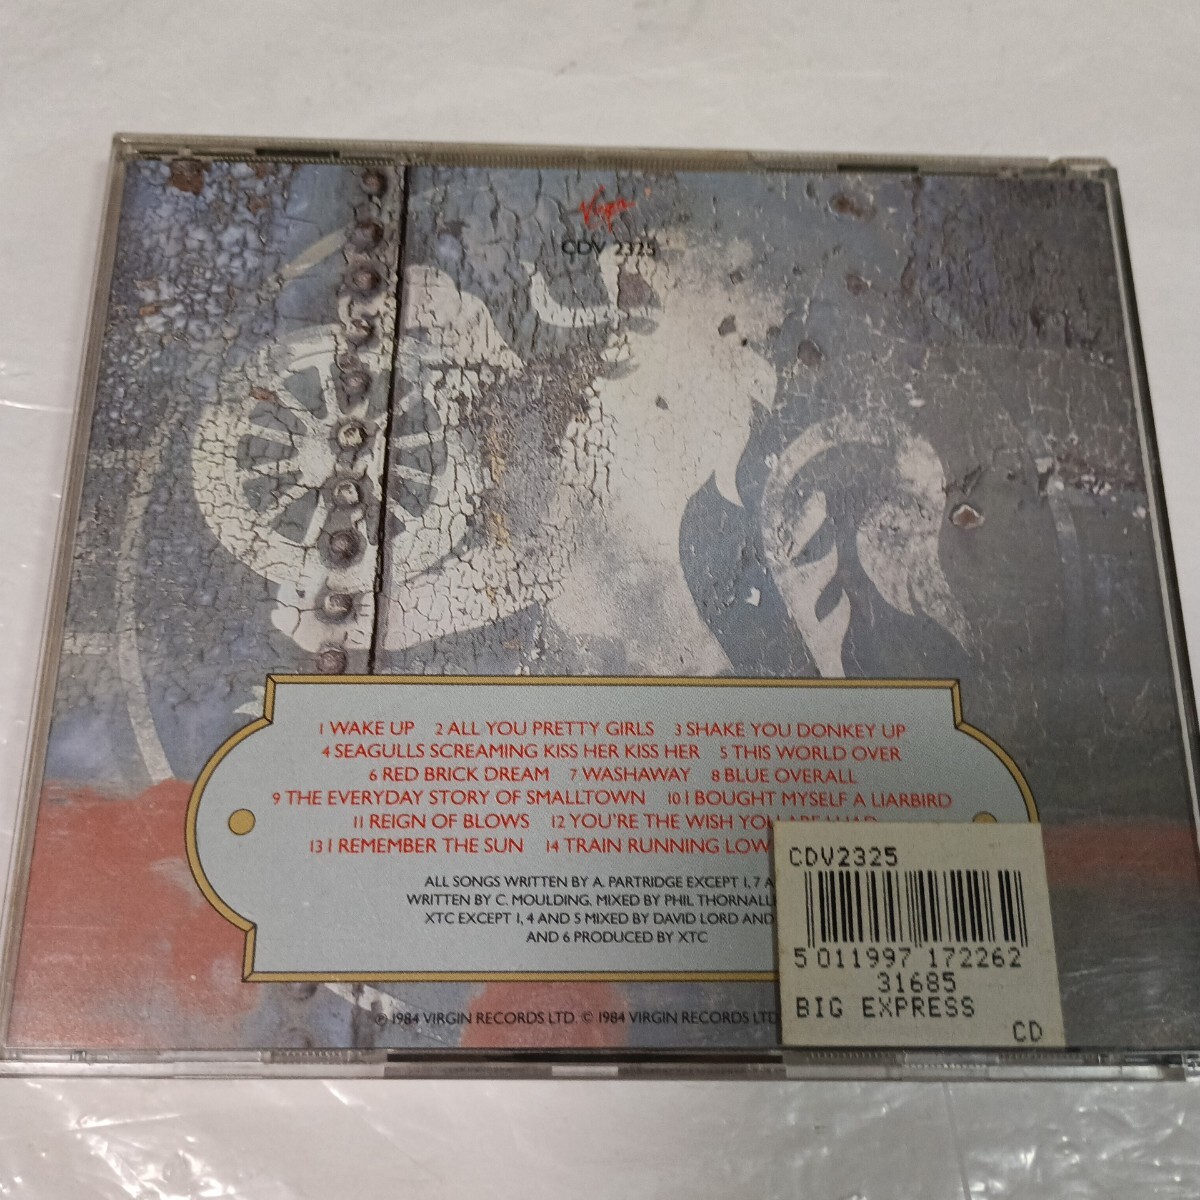 Virgin
CDV 2325
1 WAKE UP 2 ALL YOU PRETTY GIRLS 3 SHAKE YOU DONKEY UP
4 SEAGULLS SCREAMING KISS HER KISS HER 5 THIS WORLD OVER
6 RED BRICK DREAM 7 WASHAWAY 8 BLUE OVERALL
9 THE EVERYDAY STORY OF SMALLTOWN 10 I BOUGHT MYSELF A LIARBIRD
11 REIGN OF BLOWS 12 YOU'RE THE WISH YOU ARE I HAD
13 I REMEMBER THE SUN 14 TRAIN RUNNING LOW
ALL SONGS WRITTEN BY A. PARTRIDGE EXCEPT 1, 7 A
WRITTEN BY C. MOULDING, MIXED BY PHIL THORNALL
XTC EXCEPT 1, 4 AND 5 MIXED BY DAVID LORD AND
AND 6 PRODUCED BY XTC
℗ 1984 VIRGIN RECORDS LTD. © 1984 VIRGIN RECORDS LTD
CDV2325
5 011997 172262
31685
BIG EXPRESS
CD